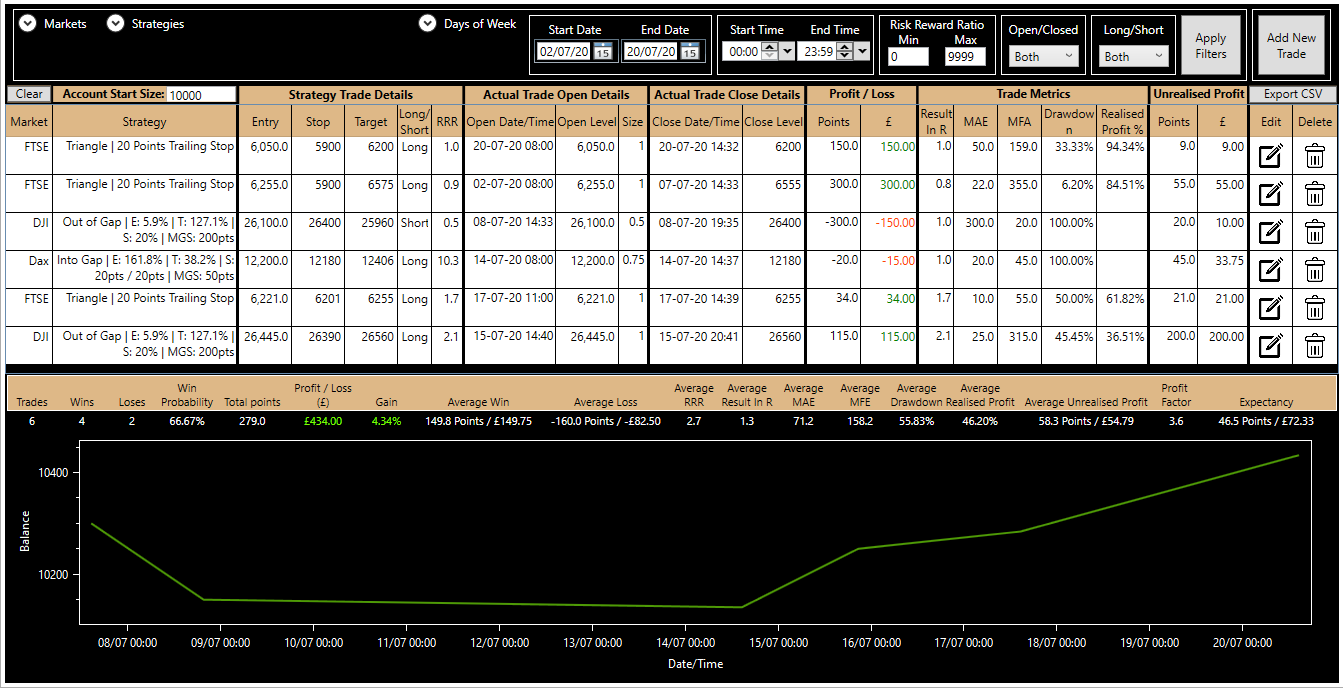 Markets Strategies Days of Week
Start Date End Date Start Time End Time Risk Reward Ratio Open/Closed Long/Short
Min Max
02/07/20 15 20/07/20 15 00:00 23:59 0 9999 Both Both Apply Filters Add New Trade
Clear Account Start Size: 10000 Strategy Trade Details Actual Trade Open Details Actual Trade Close Details Profit / Loss Trade Metrics Unrealised Profit Export CSV
Market Strategy Entry Stop Target Long/Short RRR Open Date/Time Open Level Size Close Date/Time Close Level Points £ Result In R MAE MFA Drawdown Realised Profit % Points £ Edit Delete
FTSE Triangle | 20 Points Trailing Stop 6,050.0 5900 6200 Long 1.0 20-07-20 08:00 6,050.0 1 20-07-20 14:32 6200 150.0 150.00 1.0 50.0 159.0 33.33% 94.34% 9.0 9.00
FTSE Triangle | 20 Points Trailing Stop 6,255.0 5900 6575 Long 0.9 02-07-20 08:00 6,255.0 1 07-07-20 14:33 6555 300.0 300.00 0.8 22.0 355.0 6.20% 84.51% 55.0 55.00
DJI Out of Gap | E: 5.9% | T: 127.1% | 26,100.0 26400 25960 Short 0.5 08-07-20 14:33 26,100.0 0.5 08-07-20 19:35 26400 -300.0 -150.00 1.0 300.0 20.0 100.00% 20.0 10.00
S: 20% | MGS: 200pts
Dax Into Gap | E: 161.8% | T: 38.2% | S: 12,200.0 12180 12406 Long 10.3 14-07-20 08:00 12,200.0 0.75 14-07-20 14:37 12180 -20.0 -15.00 1.0 20.0 45.0 100.00% 45.0 33.75
20pts / 20pts | MGS: 50pts
FTSE Triangle | 20 Points Trailing Stop 6,221.0 6201 6255 Long 1.7 17-07-20 11:00 6,221.0 1 17-07-20 14:39 6255 34.0 34.00 1.7 10.0 55.0 50.00% 61.82% 21.0 21.00
DJI Out of Gap | E: 5.9% | T: 127.1% | 26,445.0 26390 26560 Long 2.1 15-07-20 14:40 26,445.0 1 15-07-20 20:41 26560 115.0 115.00 2.1 25.0 315.0 45.45% 36.51% 200.0 200.00
S: 20% | MGS: 200pts
Trades Wins Loses Win Probability Total points Profit / Loss (£) Gain Average Win Average Loss Average RRR Average Result In R Average MAE Average MFE Average Drawdown Average Realised Profit Average Unrealised Profit Profit Factor Expectancy
6 4 2 66.67% 279.0 £434.00 4.34% 149.8 Points / £149.75 -160.0 Points / -£82.50 2.7 1.3 71.2 158.2 55.83% 46.20% 58.3 Points / £54.79 3.6 46.5 Points / £72.33
10400
Balance
10200
08/07 00:00 09/07 00:00 10/07 00:00 11/07 00:00 12/07 00:00 13/07 00:00 14/07 00:00 15/07 00:00 16/07 00:00 17/07 00:00 18/07 00:00 19/07 00:00 20/07 00:00
Date/Time